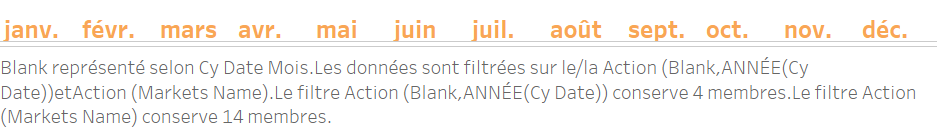 janv. févr. mars avr. mai juin juil. août sept. oct. nov. déc.
Blank représenté selon Cy Date Mois.Les données sont filtrées sur le/la Action (Blank,ANNÉE(Cy
Date))etAction (Markets Name).Le filtre Action (Blank,ANNÉE(Cy Date)) conserve 4 membres.Le filtre Action
(Markets Name) conserve 14 membres.